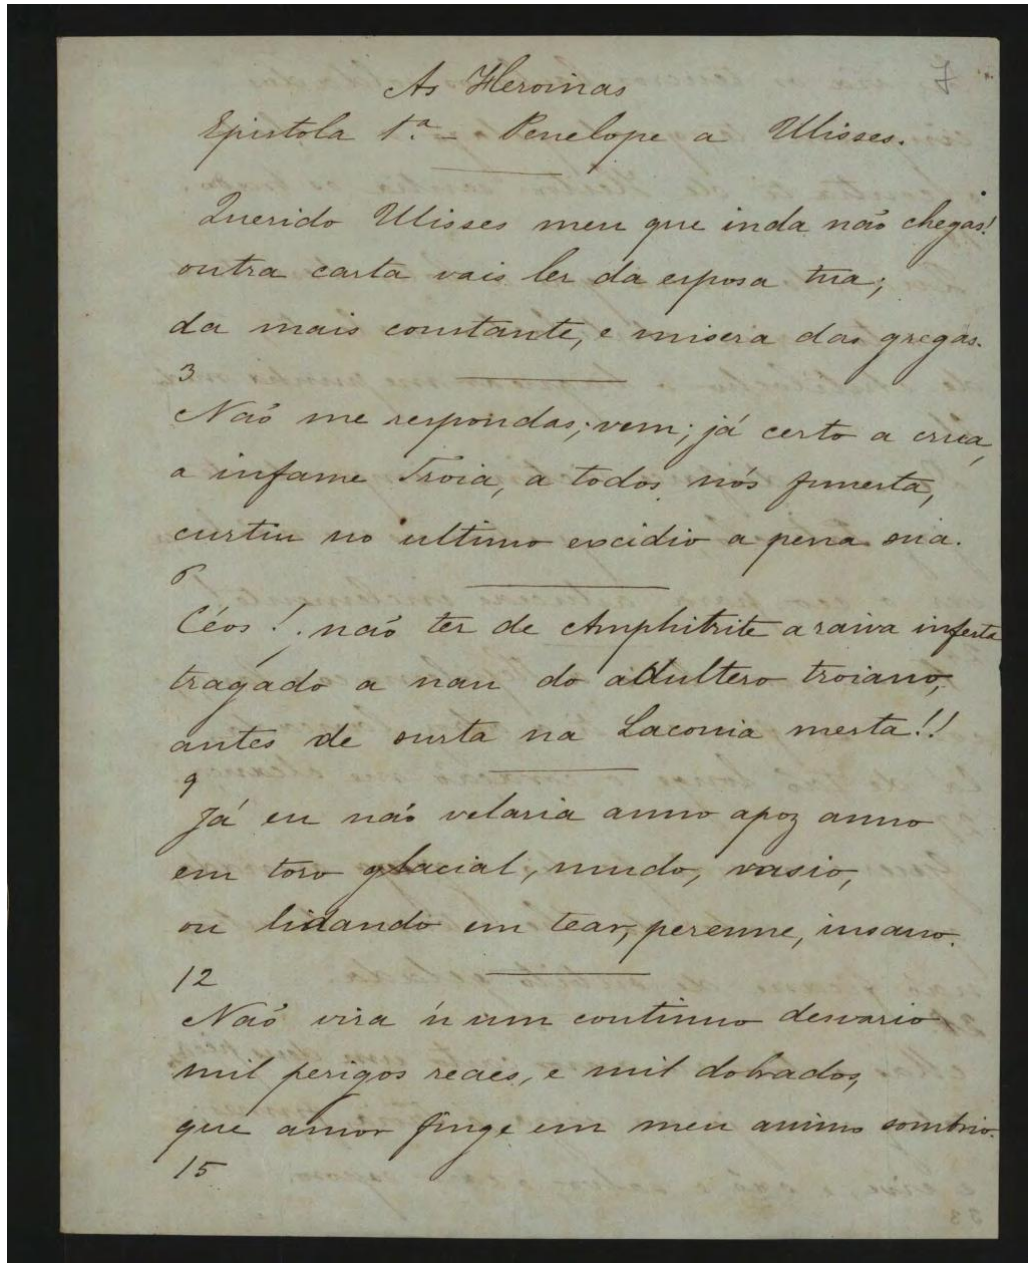 As Heroinas
Epistola 1.ª - Penelope a Ulisses.
Querido Ulisses meu que inda não chegas!
outra carta vais ler da esposa tua;
da mais constante, e misera das gregas.
3
Não me respondas; vem; já certo a crua,
a infame Troia, a todos nós funesta,
curtiu no ultimo excidio a pena sua.
6
Céos! não ter de Amphitrite a raiva infesta
tragado a nau do adultero troiano,
antes de surta na Laconia mesta!!
9
Já eu não velaria anno apoz anno
em toro glacial, mudo, vasio,
ou lidando em tear, perenne, insano.
12
Não vira n'um continuo desvario
mil perigos reaes, e mil dobrados,
que amor finge em meu animo sombrio.
15